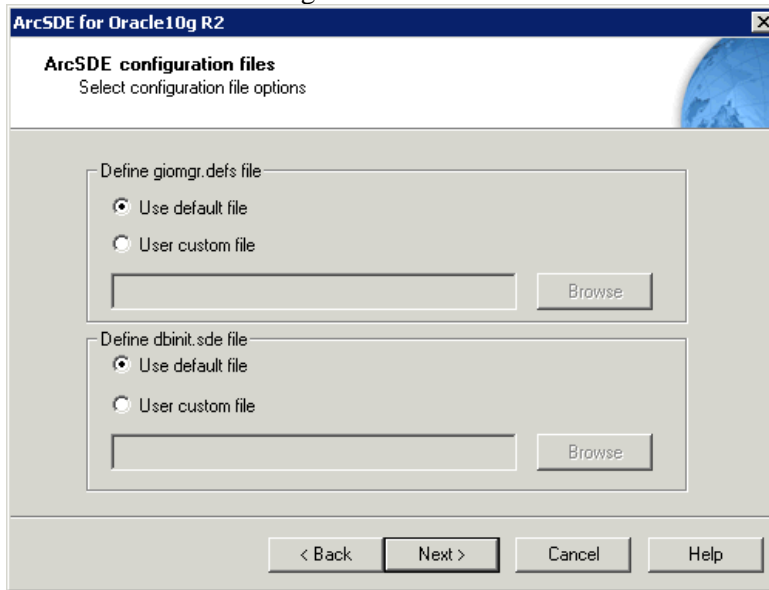 ArcSDE for Oracle10g R2
ArcSDE configuration files
Select configuration file options
Define giomgr.defs file
Use default file
User custom file
Browse
Define dbinit.sde file
Use default file
User custom file
Browse
< Back Next > Cancel Help